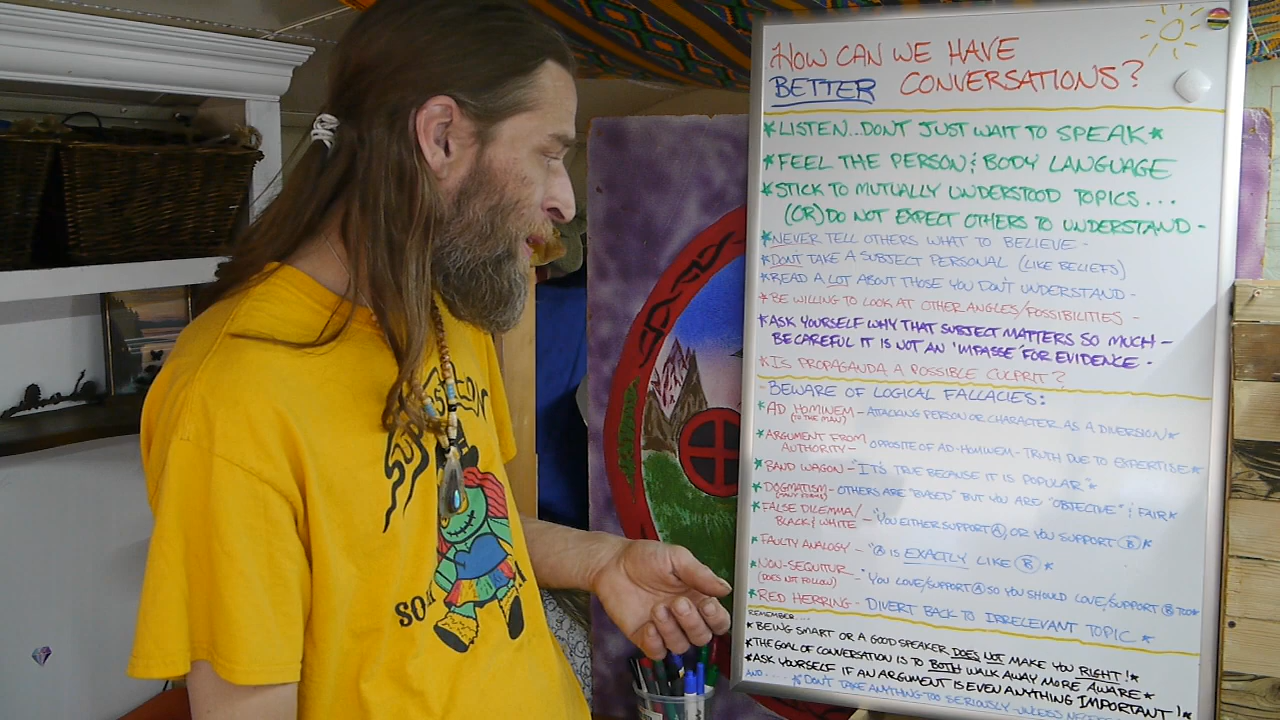 HOW CAN WE HAVE
BETTER CONVERSATIONS?
*LISTEN...DONT JUST WAIT TO SPEAK*
*FEEL THE PERSON & BODY LANGUAGE
*STICK TO MUTUALLY UNDERSTOOD TOPICS...
(OR) DO NOT EXPECT OTHERS TO UNDERSTAND-
*NEVER TELL OTHERS WHAT TO BELIEVE-
*DON'T TAKE A SUBJECT PERSONAL (LIKE BELIEFS)
*READ A LOT ABOUT THOSE YOU DON'T UNDERSTAND-
*BE WILLING TO LOOK AT OTHER ANGLES/POSSIBILITIES-
*ASK YOURSELF WHY THAT SUBJECT MATTERS SO MUCH-
BE CAREFUL IT IS NOT AN 'IMPASSE' FOR EVIDENCE-
*IS PROPAGANDA A POSSIBLE CULPRIT?
-BEWARE OF LOGICAL FALLACIES:
*AD HOMINEM - ATTACKING PERSON OR CHARACTER AS A DIVERSION*
(TO THE MAN)
*ARGUMENT FROM AUTHORITY- OPPOSITE OF AD-HOMINEM-TRUTH DUE TO EXPERTISE*
*BAND WAGON-"IT'S TRUE BECAUSE IT IS POPULAR"*
*DOGMATISM- OTHERS ARE "BIASED" BUT YOU ARE "OBJECTIVE" & FAIR*
(MANY FORMS)
*FALSE DILEMMA/ BLACK & WHITE -"YOU EITHER SUPPORT A, OR YOU SUPPORT B*
*FAULTY ANALOGY - "A IS EXACTLY LIKE B*
*NON-SEQUITUR -"YOU LOVE/SUPPORT A SO YOU SHOULD LOVE/SUPPORT B TOO*
(DOES NOT FOLLOW)
*RED HERRING- DIVERT BACK TO IRRELEVANT TOPIC*
REMEMBER....
*BEING SMART OR A GOOD SPEAKER DOES NOT MAKE YOU RIGHT!*
*THE GOAL OF CONVERSATION IS TO BOTH WALK AWAY MORE AWARE*
*ASK YOURSELF IF AN ARGUMENT IS EVEN ANYTHING IMPORTANT!*
AND.....*DON'T TAKE ANYTHING TOO SERIOUSLY-UNLESS